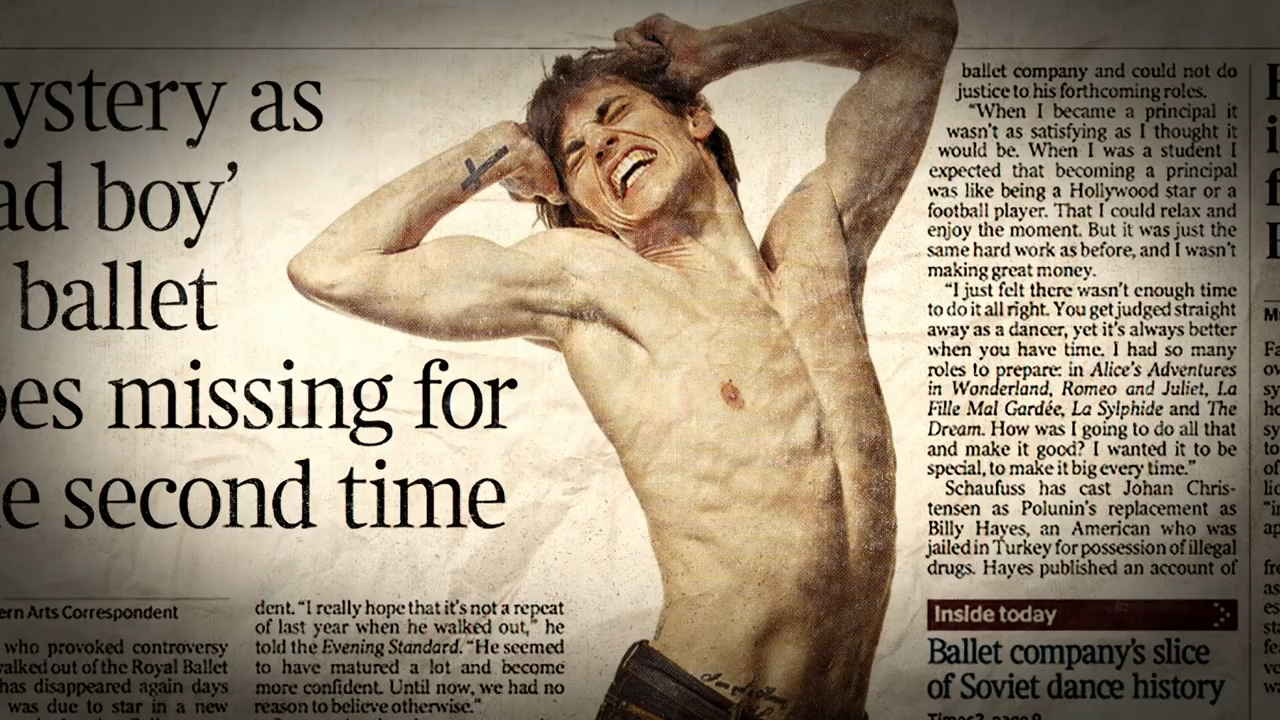 ystery as
ad boy’
ballet
oes missing for
e second time
ern Arts Correspondent
who provoked controversy
walked out of the Royal Ballet
has disappeared again days
was due to star in a new
dent. “I really hope that it’s not a repeat
of last year when he walked out,” he
told the Evening Standard. “He seemed
to have matured a lot and become
more confident. Until now, we had no
reason to believe otherwise.”
ballet company and could not do
justice to his forthcoming roles.
“When I became a principal it
wasn’t as satisfying as I thought it
would be. When I was a student I
expected that becoming a principal
was like being a Hollywood star or a
football player. That I could relax and
enjoy the moment. But it was just the
same hard work as before, and I wasn’t
making great money.
“I just felt there wasn’t enough time
to do it all right. You get judged straight
away as a dancer, yet it’s always better
when you have time. I had so many
roles to prepare: in Alice’s Adventures
in Wonderland, Romeo and Juliet, La
Fille Mal Gardée, La Sylphide and The
Dream. How was I going to do all that
and make it good? I wanted it to be
special, to make it big every time.”
Schaufuss has cast Johan Chris-
tensen as Polunin’s replacement as
Billy Hayes, an American who was
jailed in Turkey for possession of illegal
drugs. Hayes published an account of
Inside today
Ballet company’s slice
of Soviet dance history